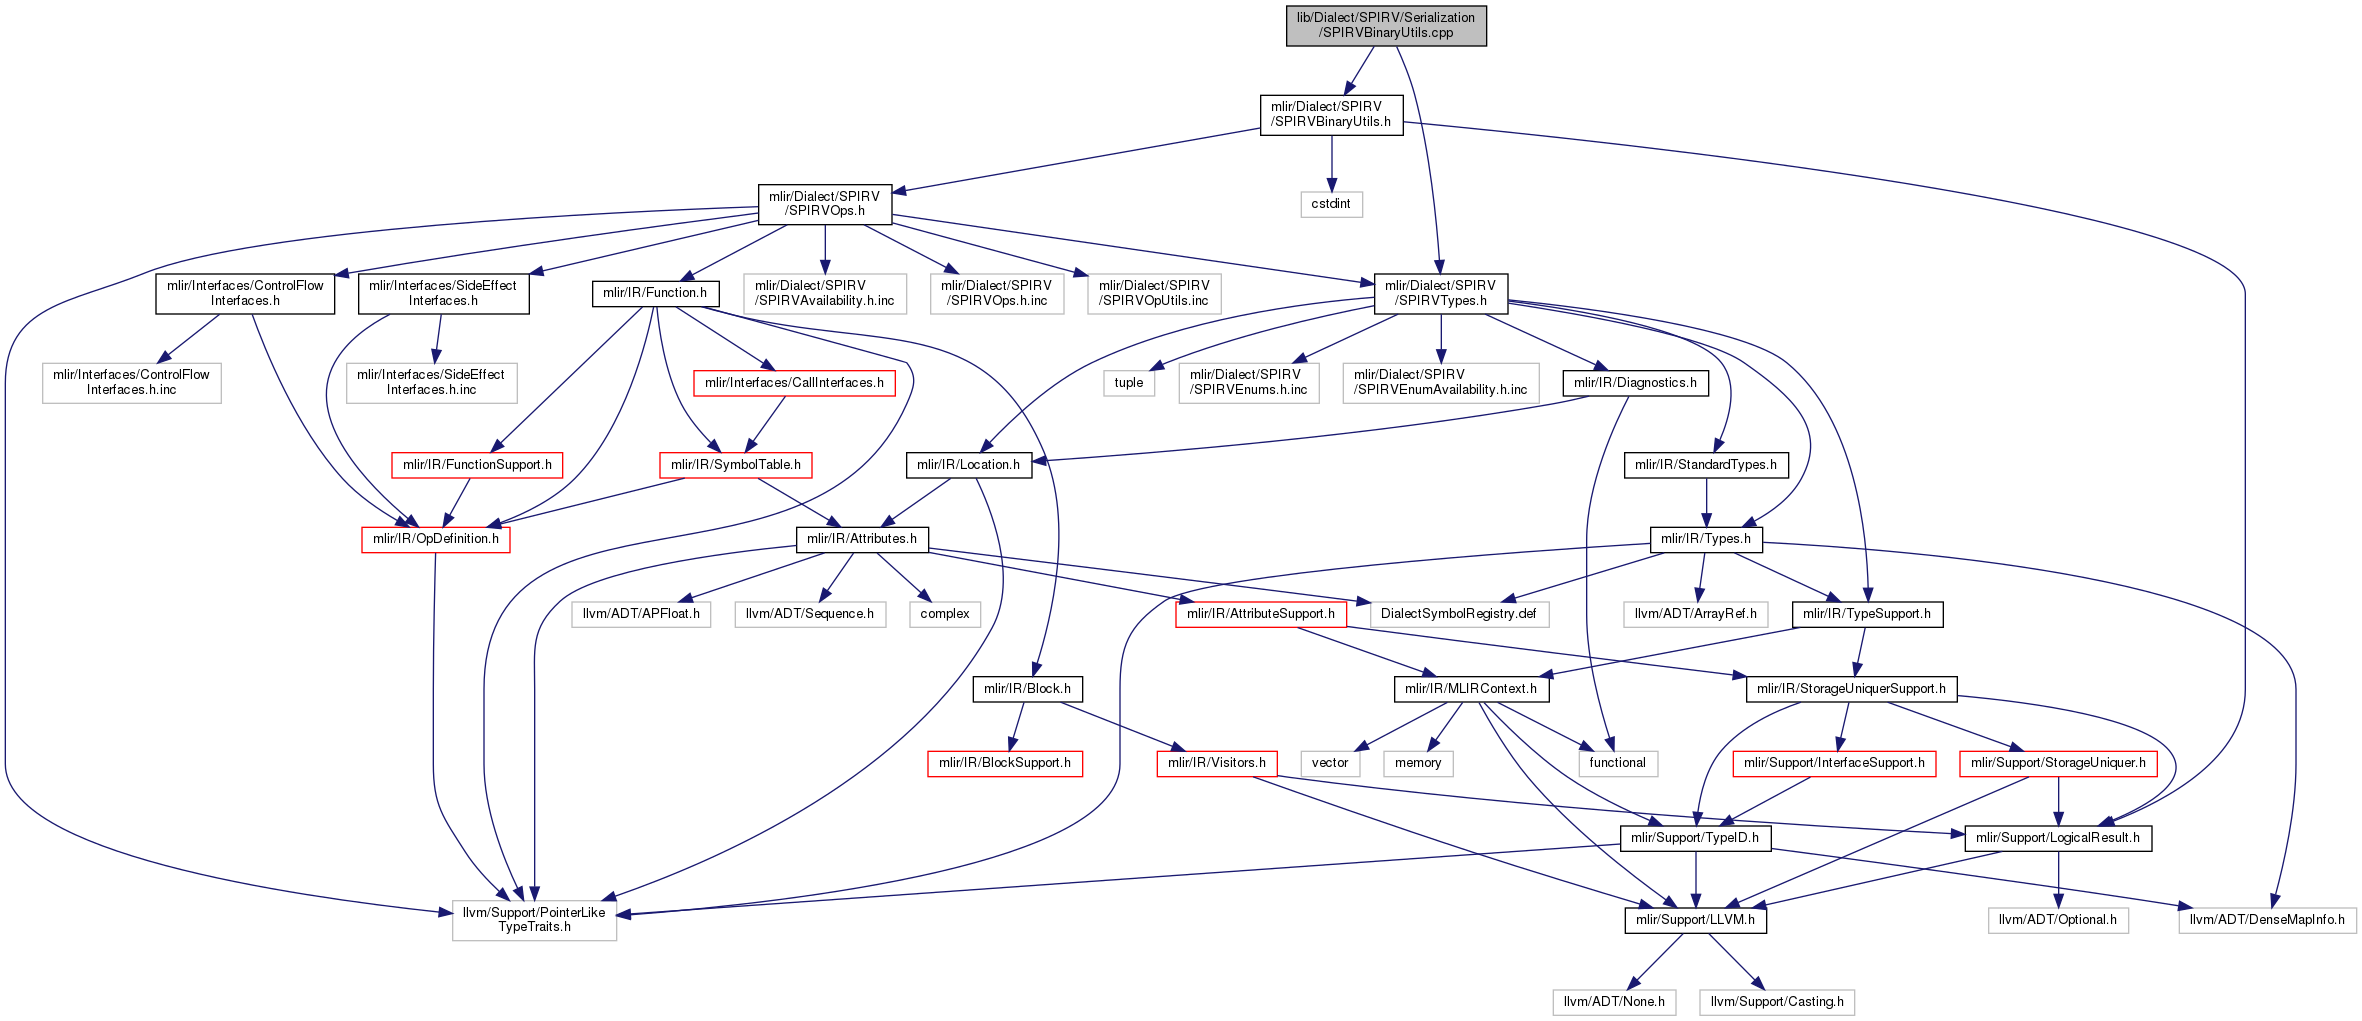 lib/Dialect/SPIRV/Serialization
/SPIRVBinaryUtils.cpp
mlir/Dialect/SPIRV
/SPIRVBinaryUtils.h
mlir/Dialect/SPIRV
/SPIRVOps.h
cstdint
mlir/Interfaces/ControlFlow
Interfaces.h
mlir/Interfaces/SideEffect
Interfaces.h
mlir/IR/Function.h
mlir/Dialect/SPIRV
/SPIRVAvailability.h.inc
mlir/Dialect/SPIRV
/SPIRVOps.h.inc
mlir/Dialect/SPIRV
/SPIRVOpUtils.inc
mlir/Dialect/SPIRV
/SPIRVTypes.h
mlir/Interfaces/ControlFlow
Interfaces.h.inc
mlir/Interfaces/SideEffect
Interfaces.h.inc
mlir/Interfaces/CallInterfaces.h
tuple
mlir/Dialect/SPIRV
/SPIRVEnums.h.inc
mlir/Dialect/SPIRV
/SPIRVEnumAvailability.h.inc
mlir/IR/Diagnostics.h
mlir/IR/FunctionSupport.h
mlir/IR/SymbolTable.h
mlir/IR/Location.h
mlir/IR/StandardTypes.h
mlir/IR/OpDefinition.h
mlir/IR/Attributes.h
mlir/IR/Types.h
llvm/ADT/APFloat.h
llvm/ADT/Sequence.h
complex
mlir/IR/AttributeSupport.h
DialectSymbolRegistry.def
llvm/ADT/ArrayRef.h
mlir/IR/TypeSupport.h
mlir/IR/Block.h
mlir/IR/MLIRContext.h
mlir/IR/StorageUniquerSupport.h
mlir/IR/BlockSupport.h
mlir/IR/Visitors.h
vector
memory
functional
mlir/Support/InterfaceSupport.h
mlir/Support/StorageUniquer.h
mlir/Support/TypeID.h
mlir/Support/LogicalResult.h
llvm/Support/PointerLike
TypeTraits.h
mlir/Support/LLVM.h
llvm/ADT/Optional.h
llvm/ADT/DenseMapInfo.h
llvm/ADT/None.h
llvm/Support/Casting.h